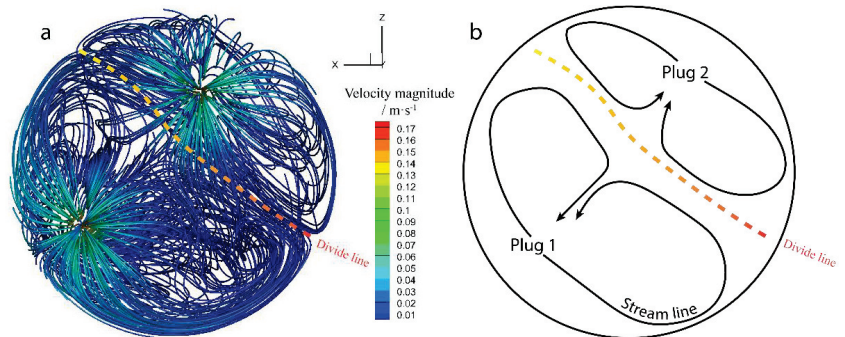 a
Z
X
Velocity magnitude
/ m·s⁻¹
0.17
0.16
0.15
0.14
0.13
0.12
0.11
0.1
0.09
0.08
0.07
0.06
0.05
0.04
0.03
0.02
0.01
Divide line
b
Plug 2
Plug 1
Divide line
Stream line